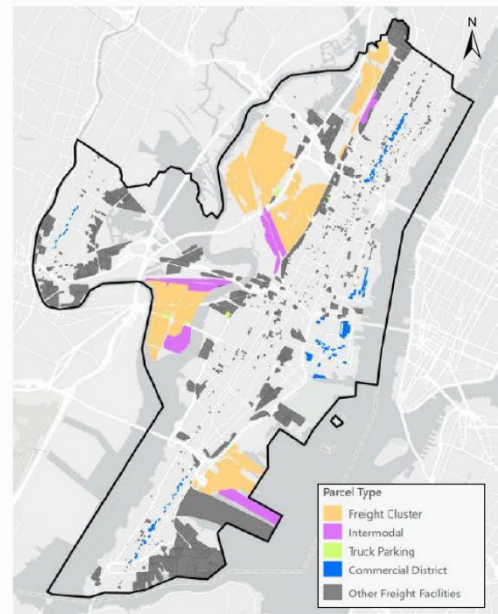 N
Parcel Type
Freight Cluster
Intermodal
Truck Parking
Commercial District
Other Freight Facilities